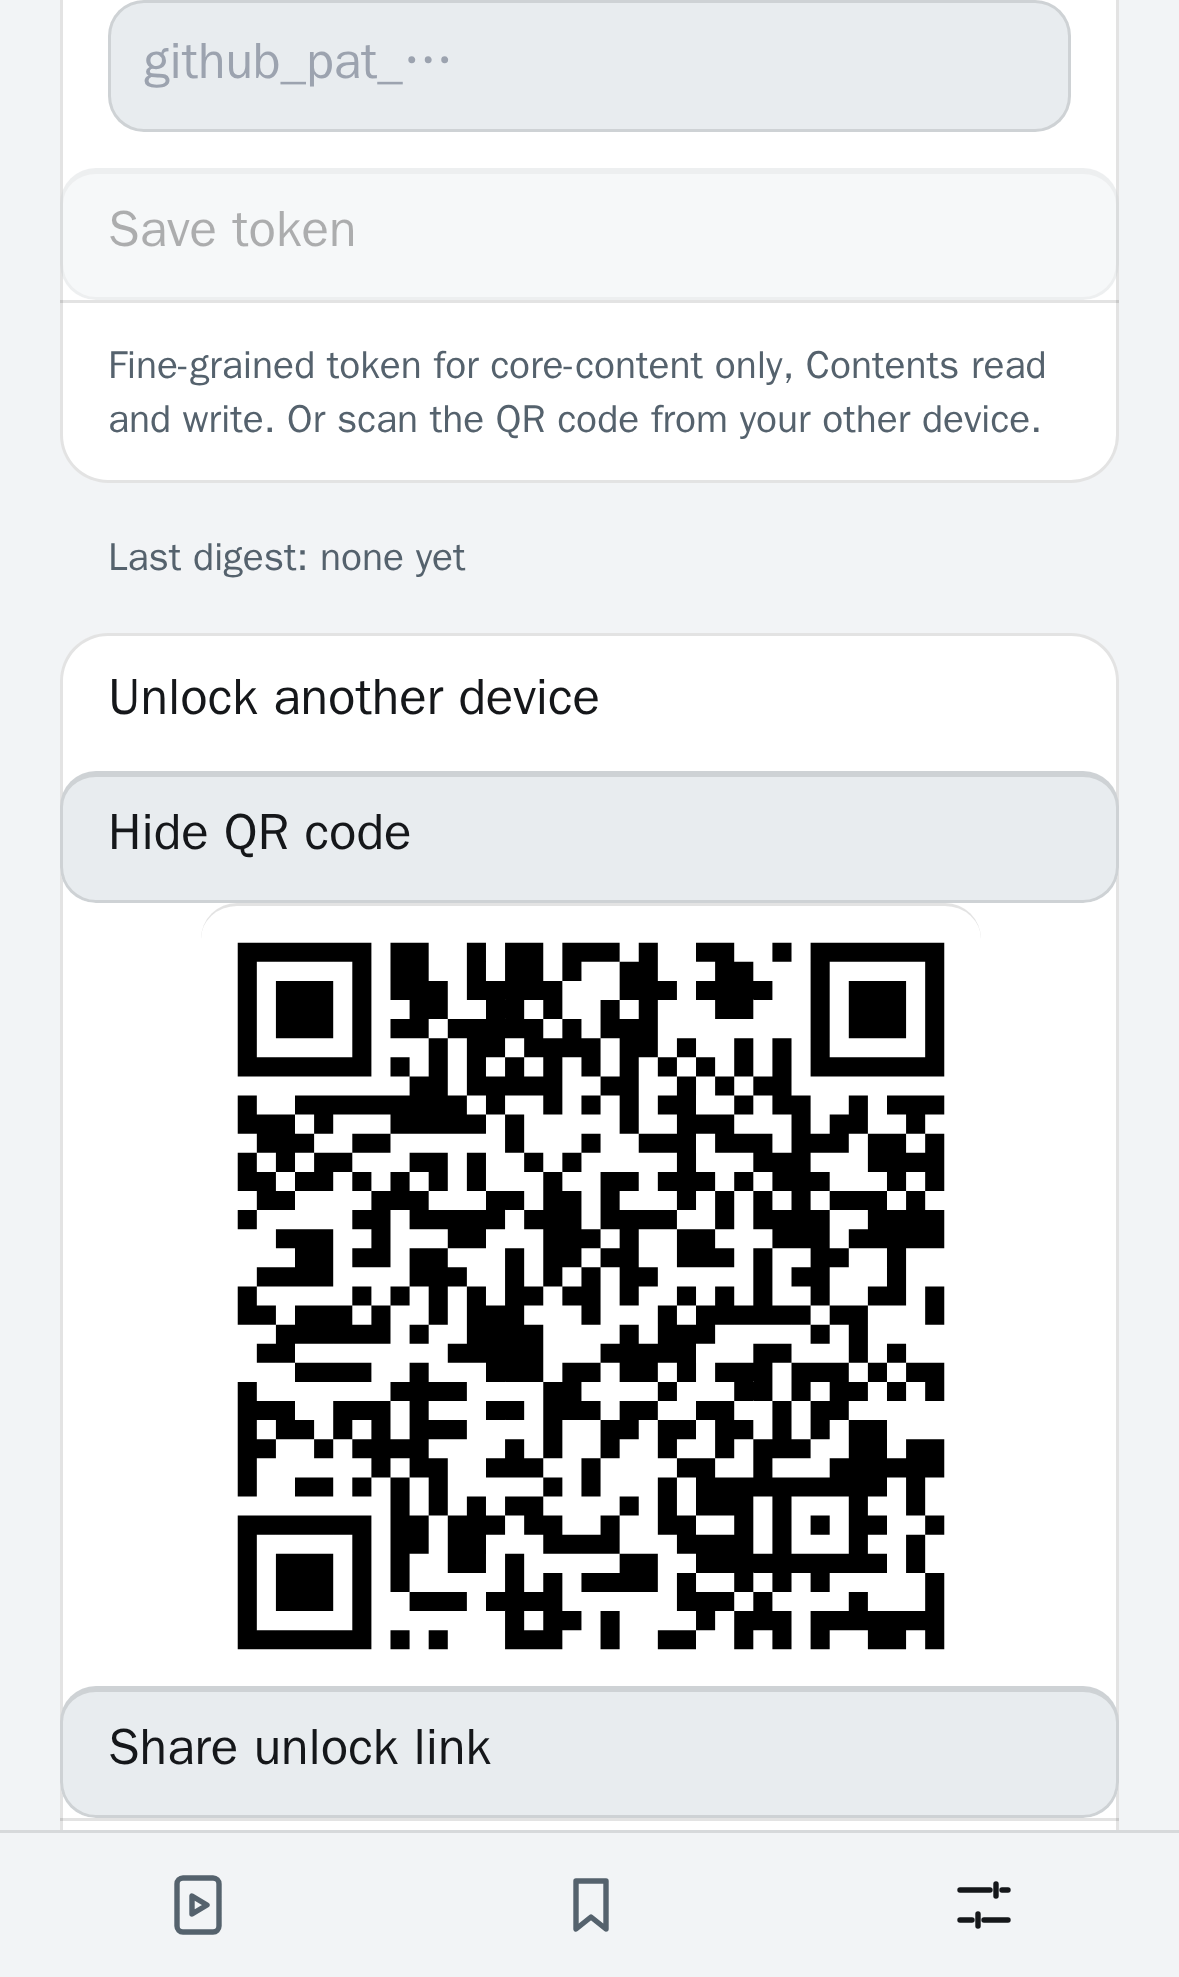 github_pat_···
Save token
Fine-grained token for core-content only, Contents read
and write. Or scan the QR code from your other device.
Last digest: none yet
Unlock another device
Hide QR code
Share unlock link